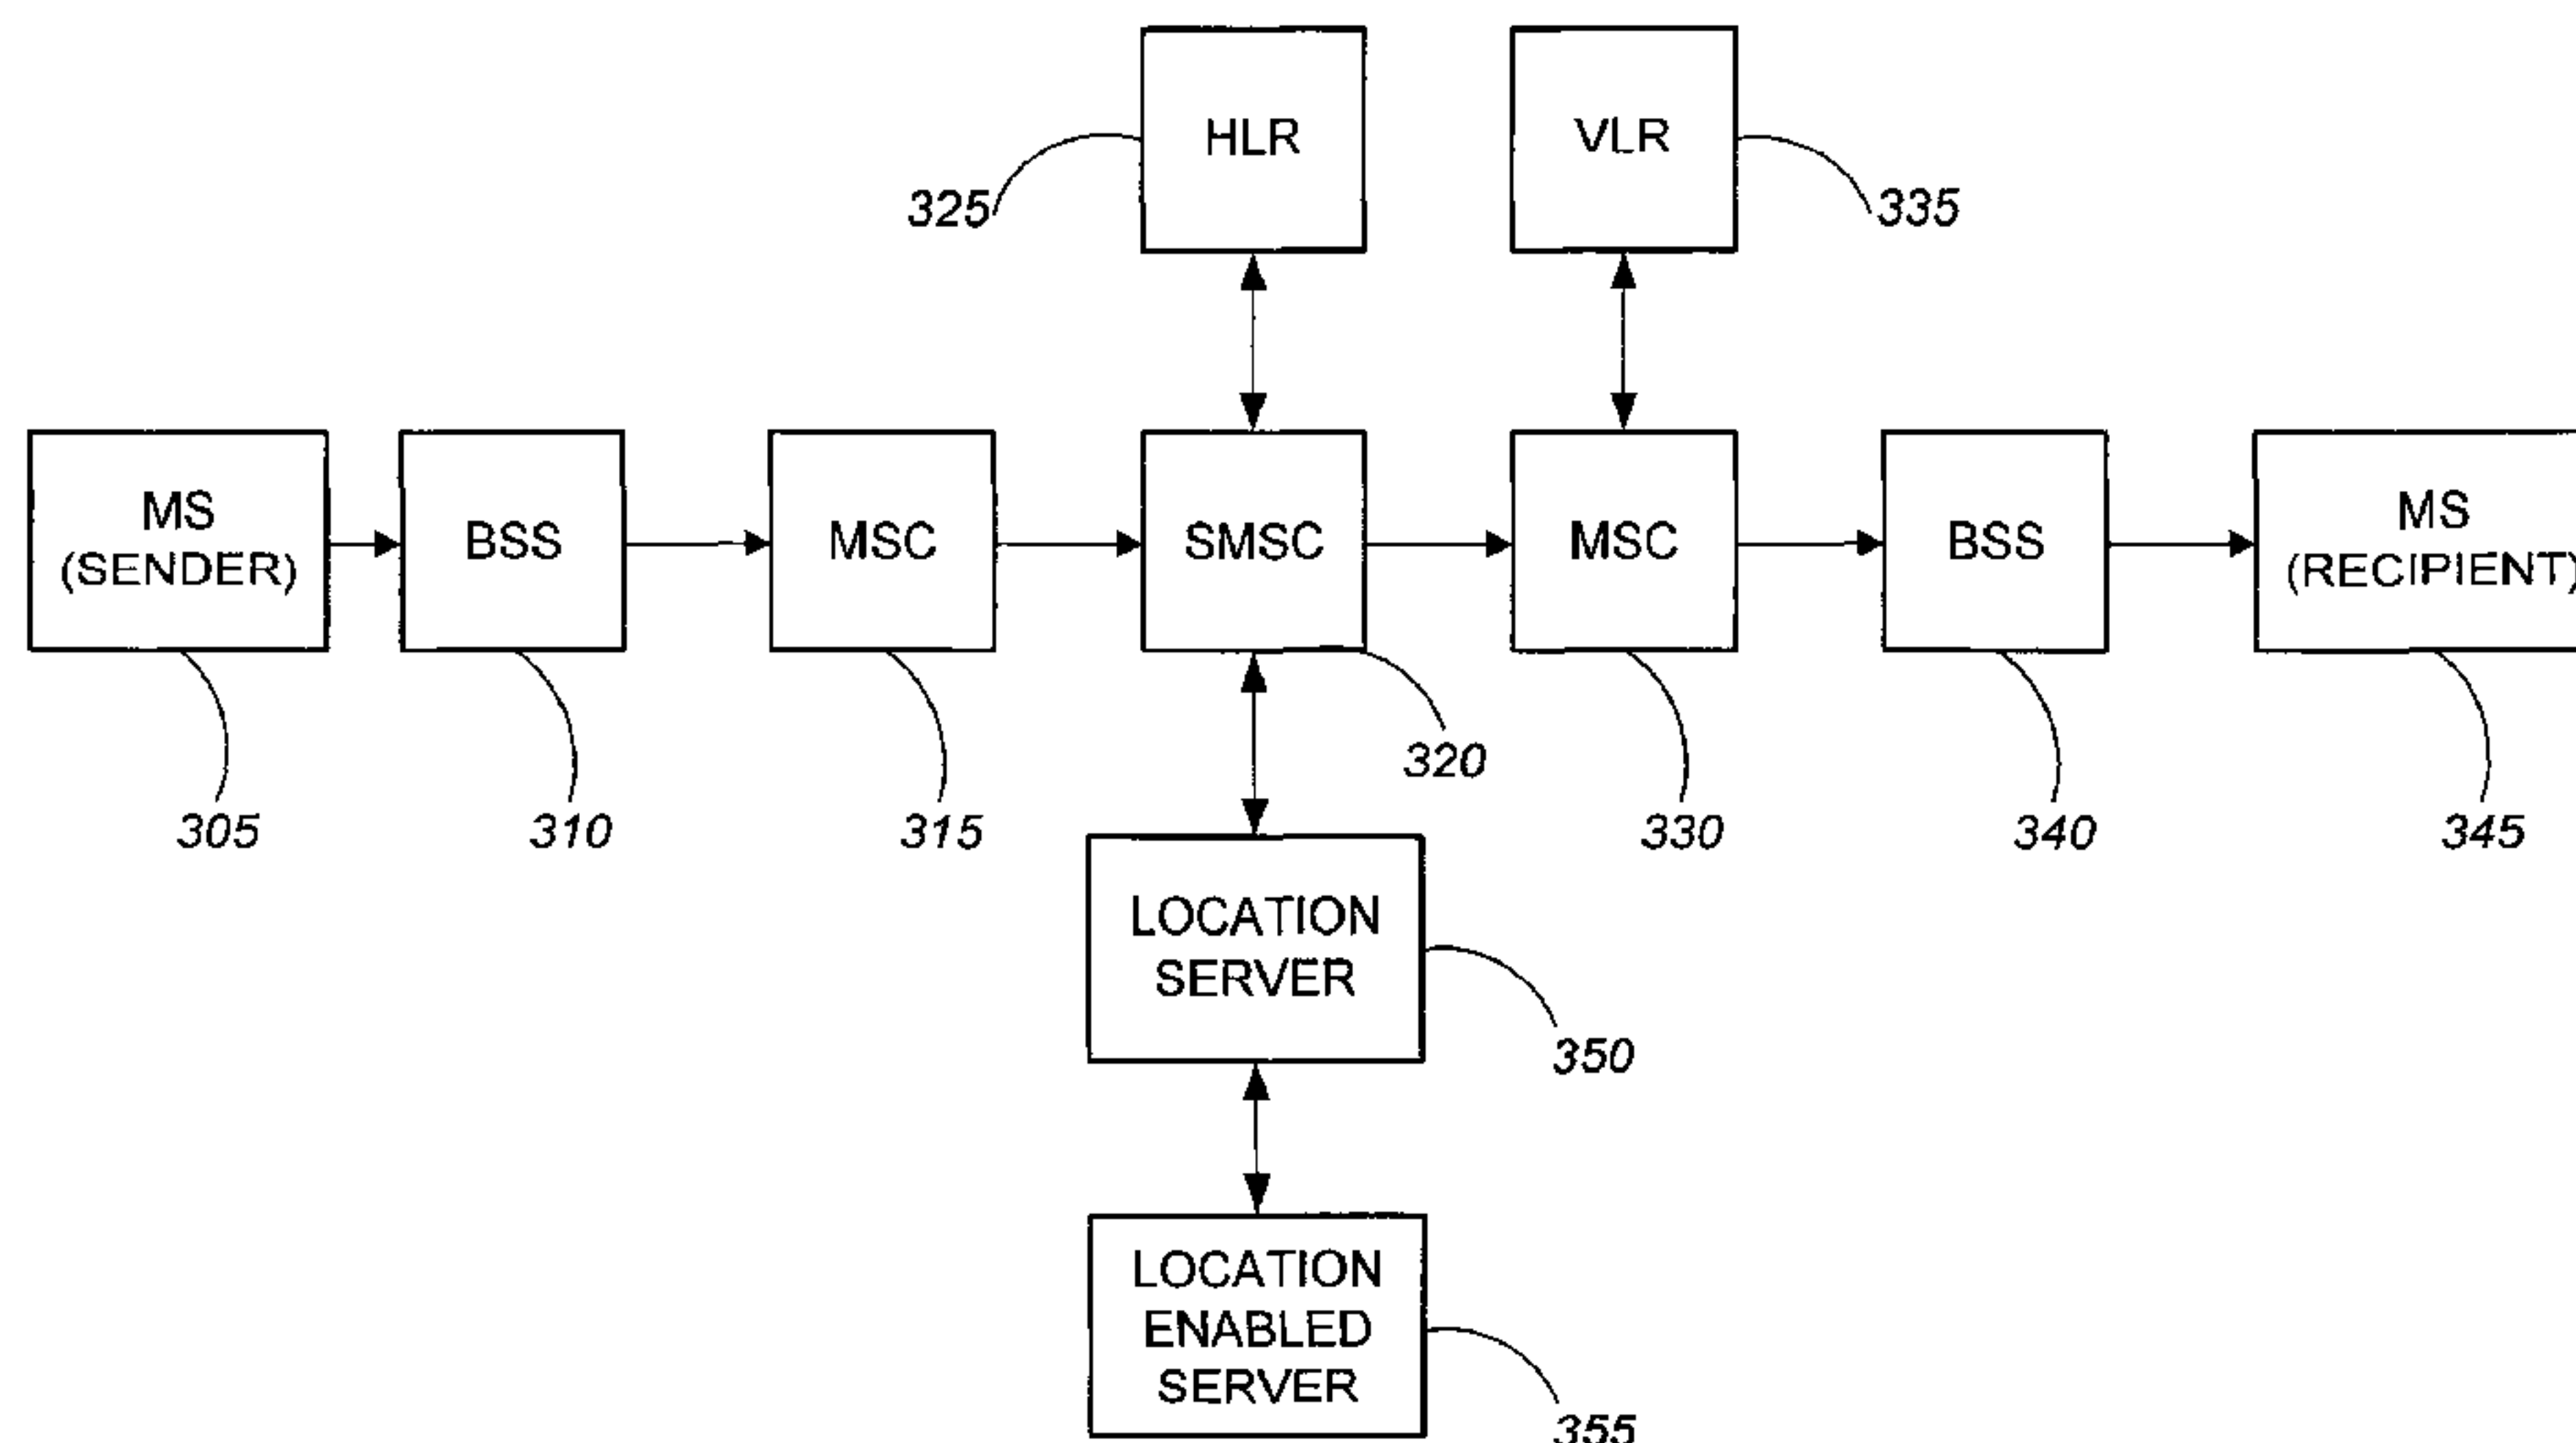 HLR
VLR
325
335
MS
(SENDER)
BSS
MSC
SMSC
MSC
BSS
MS
(RECIPIENT)
320
305
310
315
330
340
345
LOCATION
SERVER
350
LOCATION
ENABLED
SERVER
355